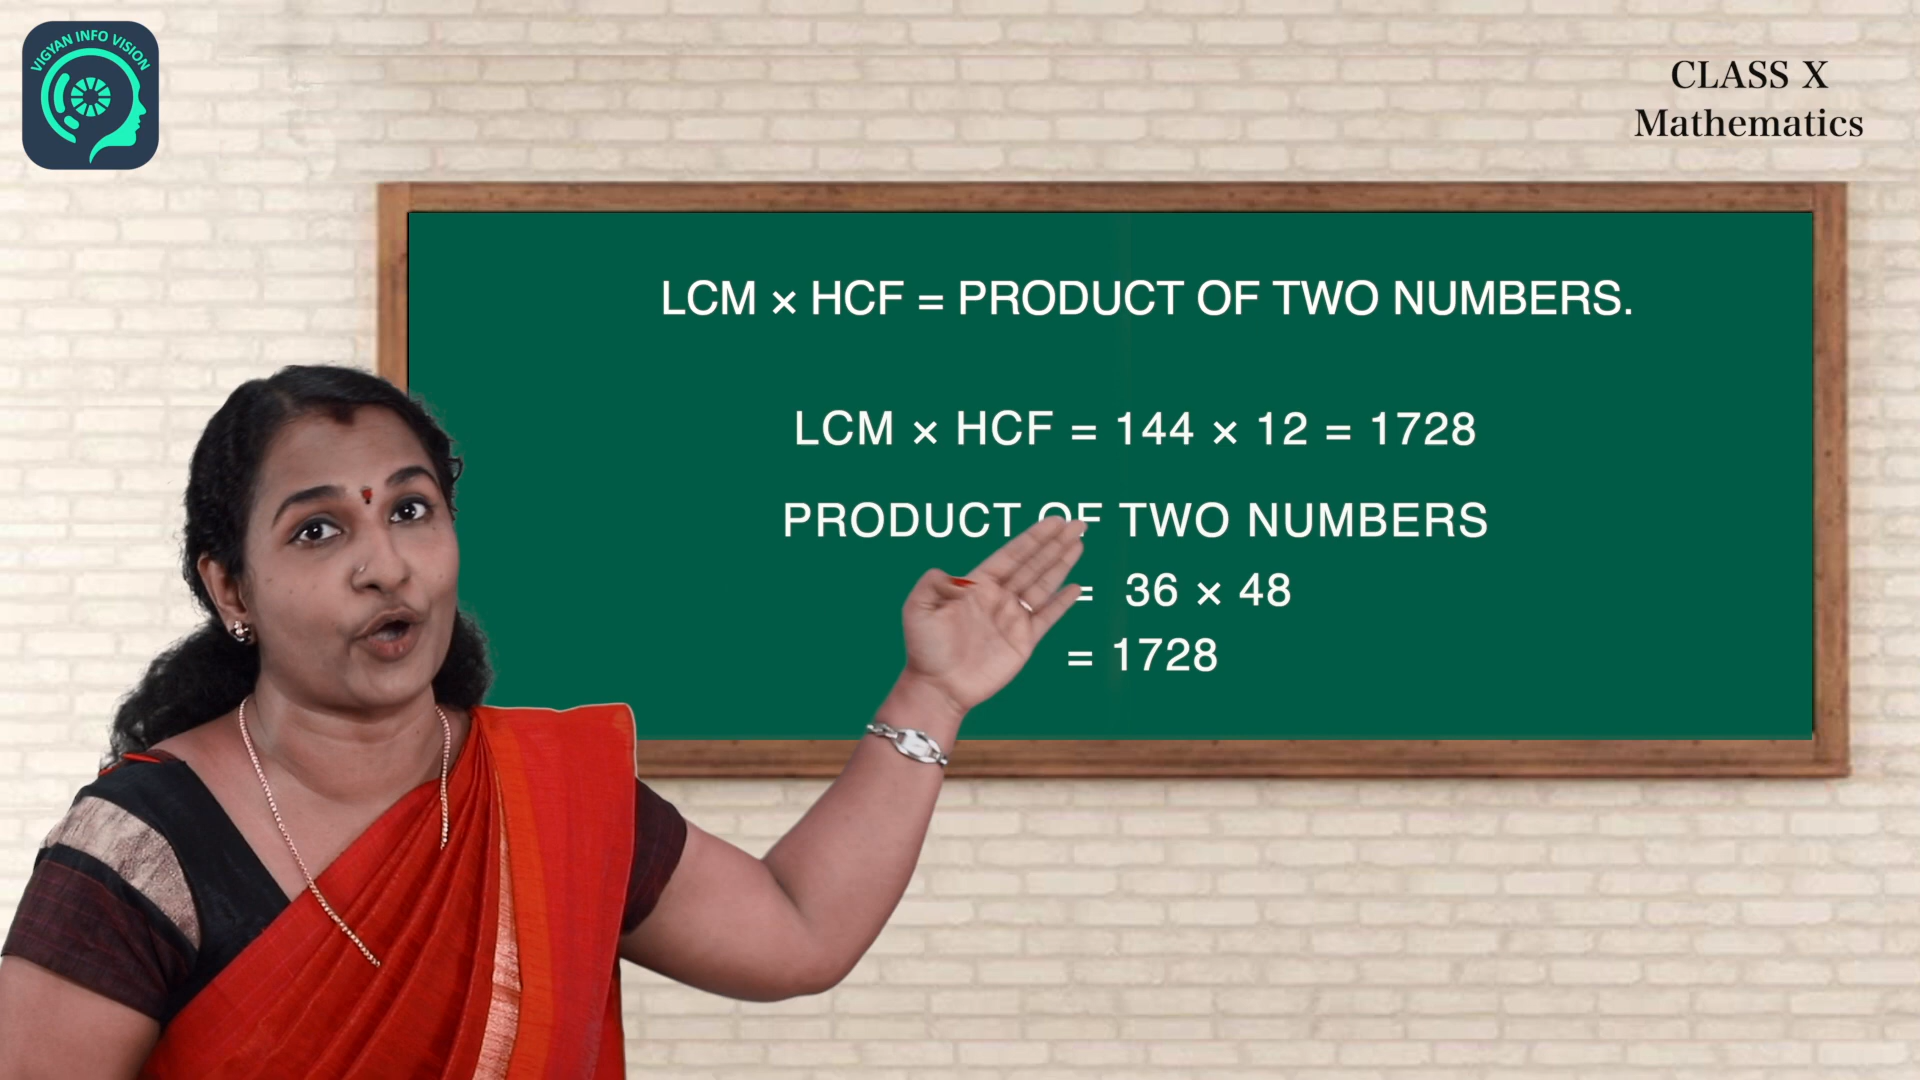 VIGYAN INFO VISION
CLASS X
Mathematics
LCM × HCF = PRODUCT OF TWO NUMBERS.
LCM × HCF = 144 × 12 = 1728
PRODUCT OF TWO NUMBERS
= 36 × 48
= 1728